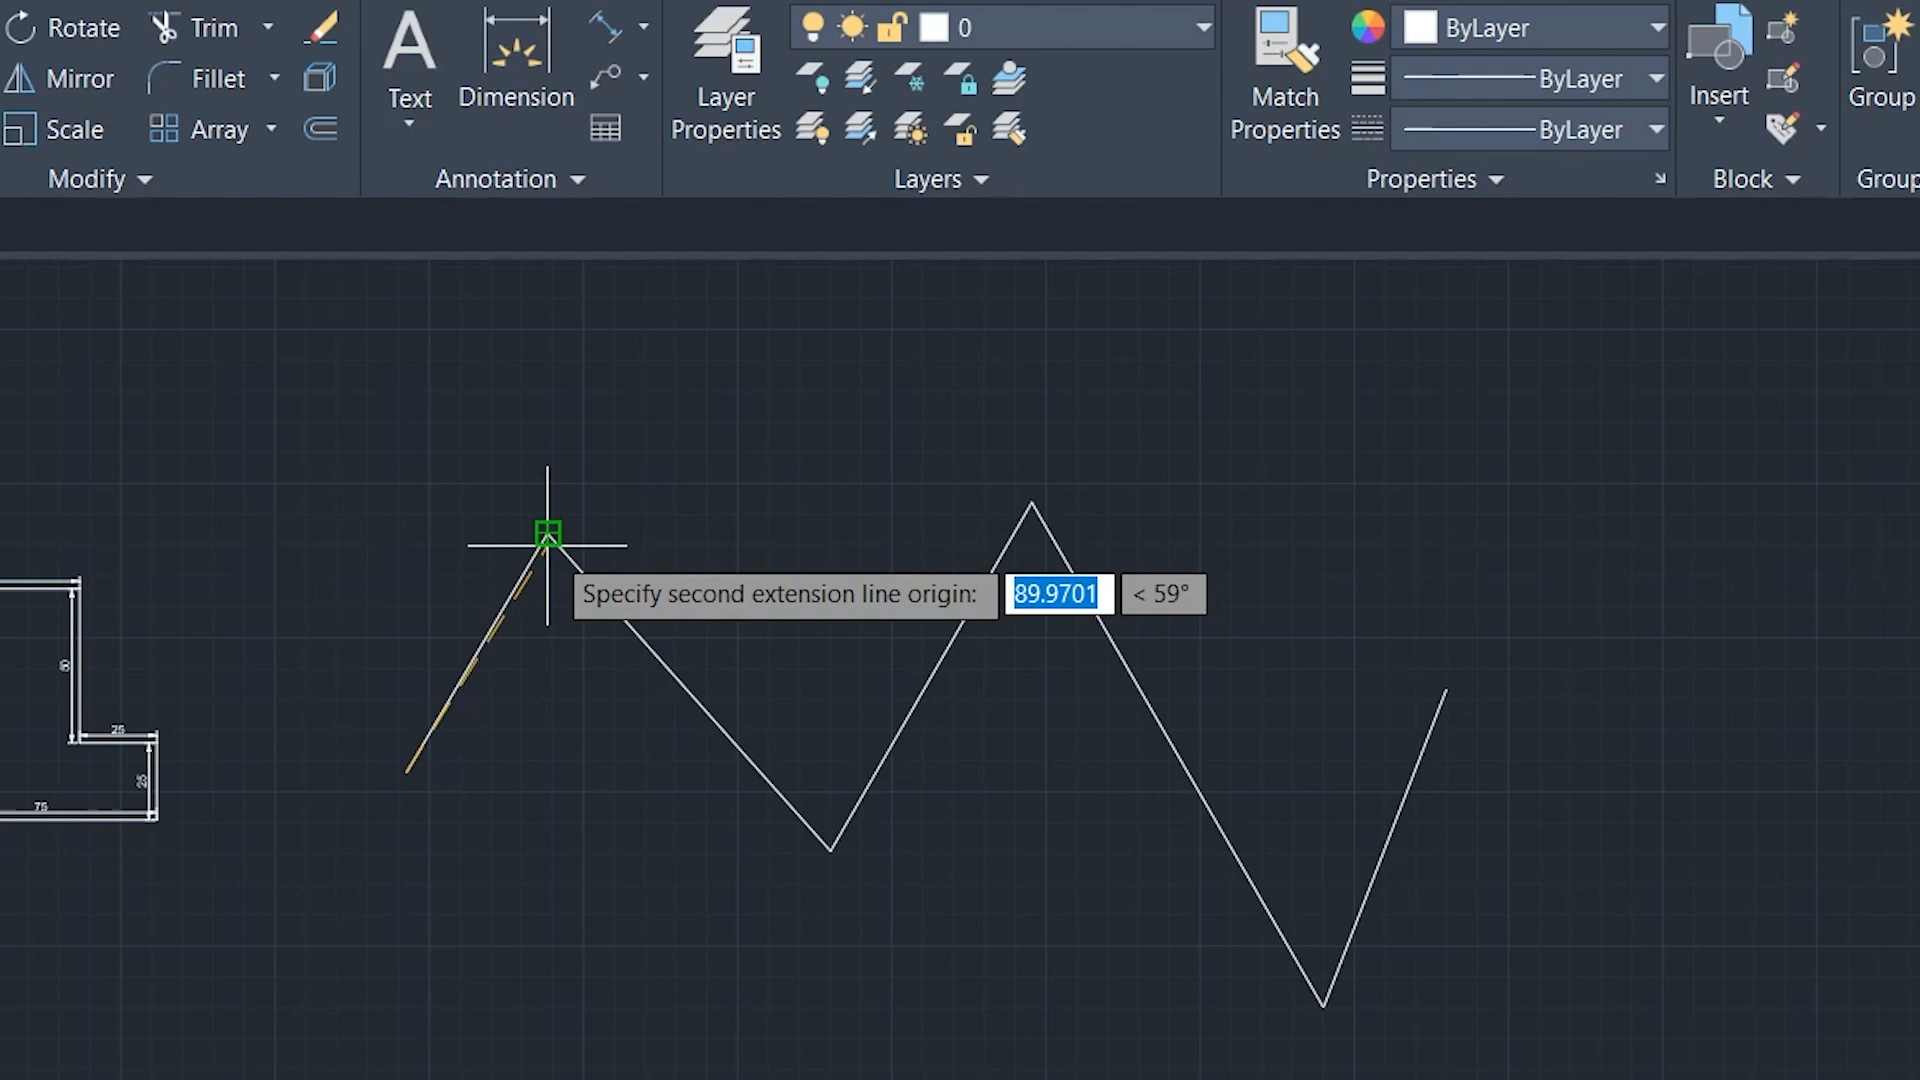 Rotate Trim
Mirror Fillet
Scale Array
Modify
Text
Dimension
Annotation
Layer
Properties
0
Layers
Match
Properties
ByLayer
ByLayer
ByLayer
Properties
Insert
Block
Group
Group
Specify second extension line origin: 89.9701 < 59°
25
25
75